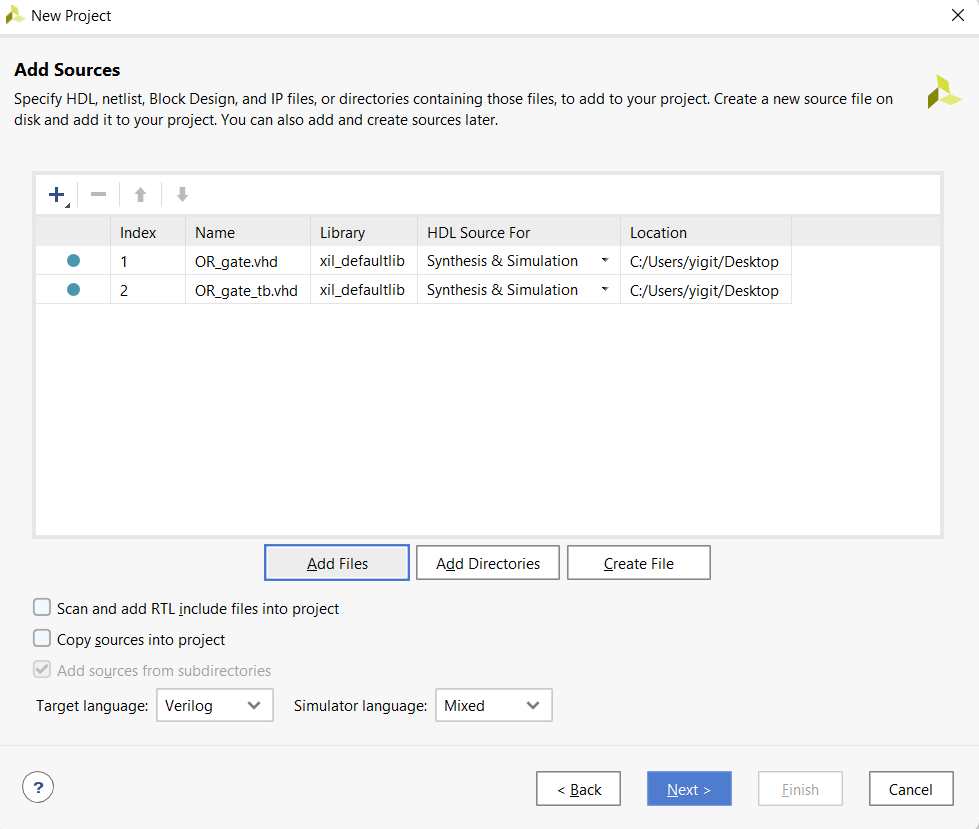 New Project
Add Sources
Specify HDL, netlist, Block Design, and IP files, or directories containing those files, to add to your project. Create a new source file on
disk and add it to your project. You can also add and create sources later.
Index Name Library HDL Source For Location
1 OR_gate.vhd xil_defaultlib Synthesis & Simulation C:/Users/yigit/Desktop
2 OR_gate_tb.vhd xil_defaultlib Synthesis & Simulation C:/Users/yigit/Desktop
Add Files Add Directories Create File
Scan and add RTL include files into project
Copy sources into project
Add sources from subdirectories
Target language: Verilog Simulator language: Mixed
? < Back Next > Finish Cancel